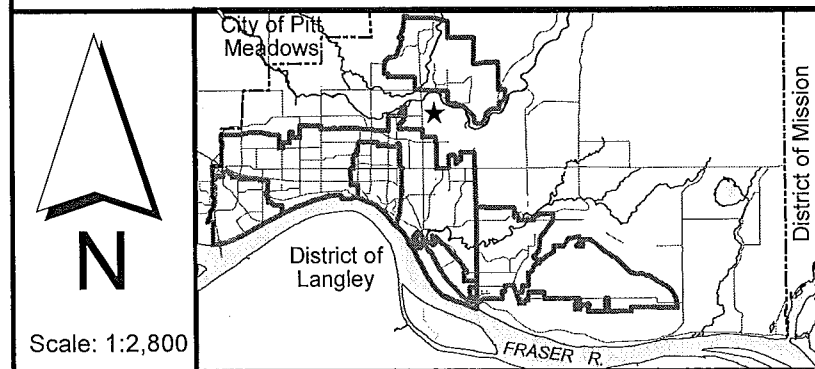 City of Pitt
Meadows
District of Mission
N
District of
Langley
Scale: 1:2,800
FRASER R.